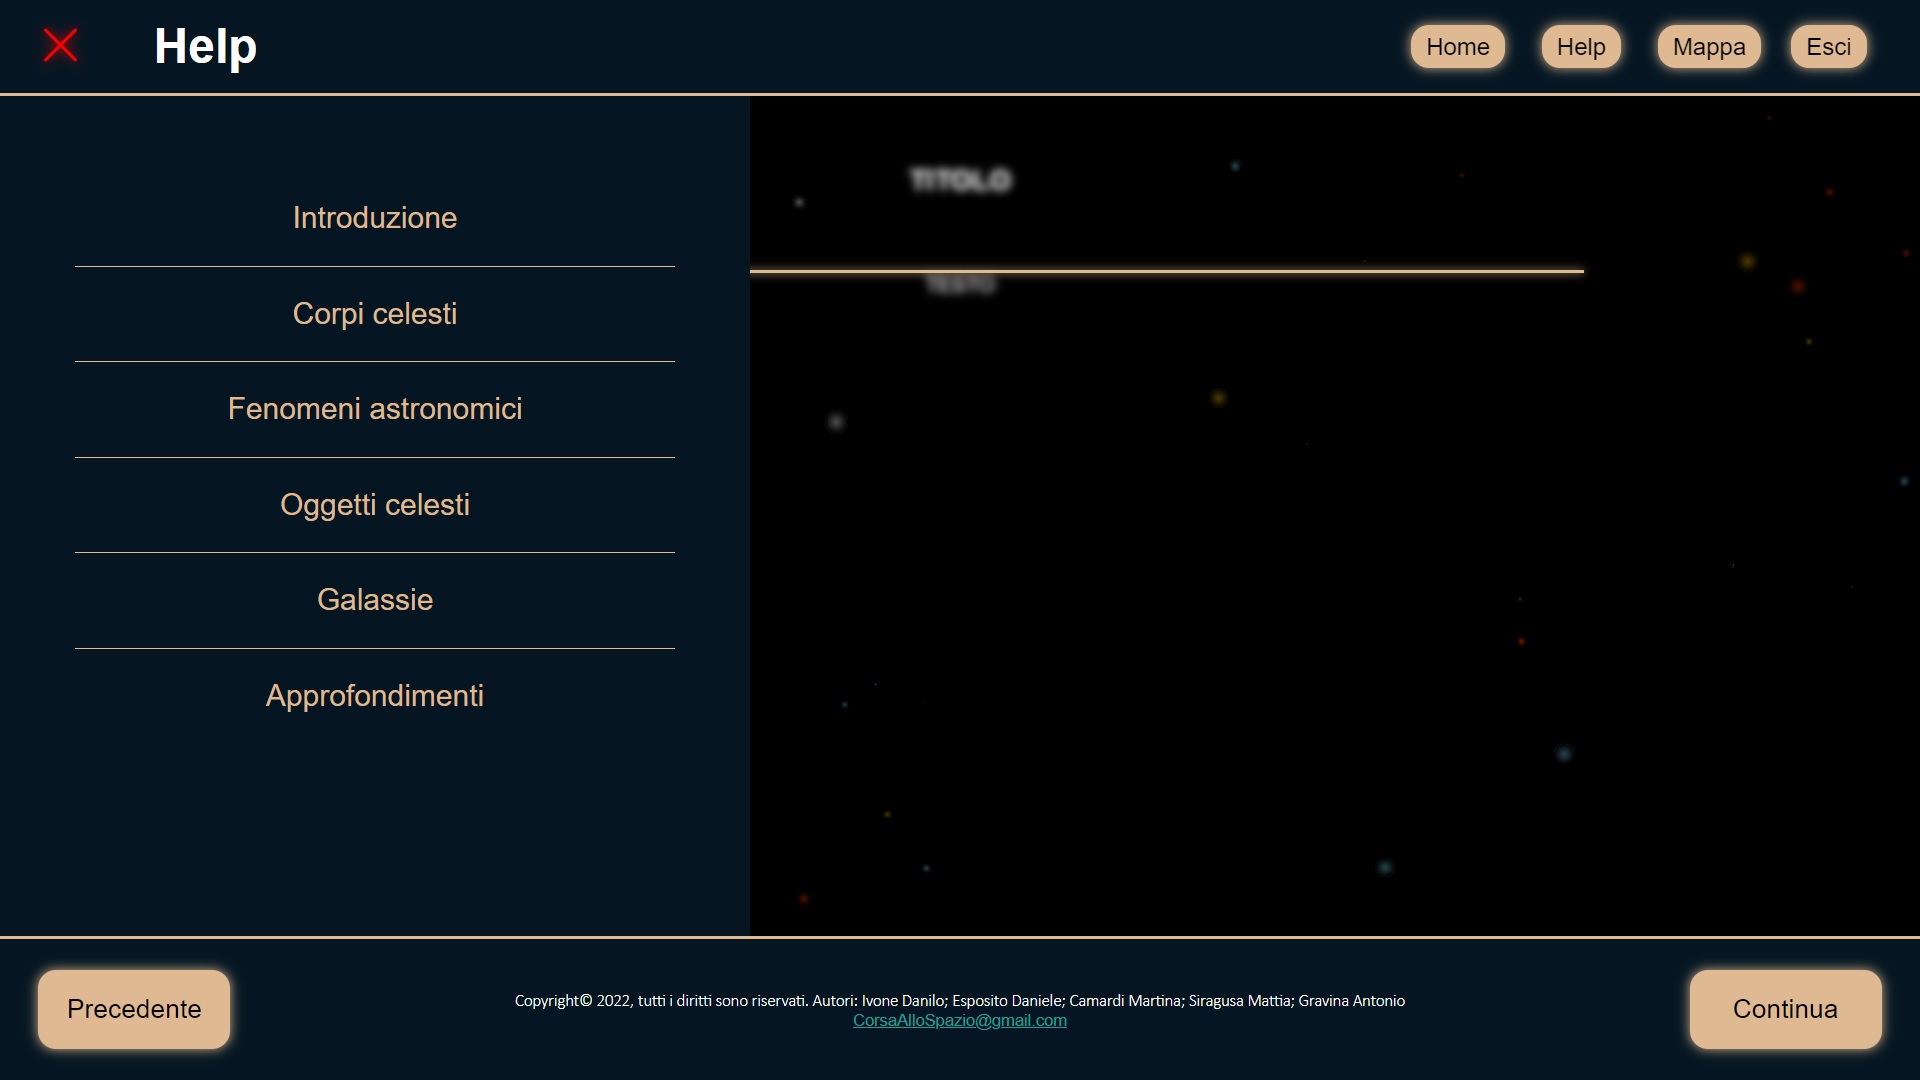 Help
Home
Help
Mappa
Esci
Introduzione
Corpi celesti
Fenomeni astronomici
Oggetti celesti
Galassie
Approfondimenti
TITOLO
TESTO
Precedente
Copyright© 2022, tutti i diritti sono riservati. Autori: Ivone Danilo; Esposito Daniele; Camardi Martina; Siragusa Mattia; Gravina Antonio
CorsaAlloSpazio@gmail.com
Continua